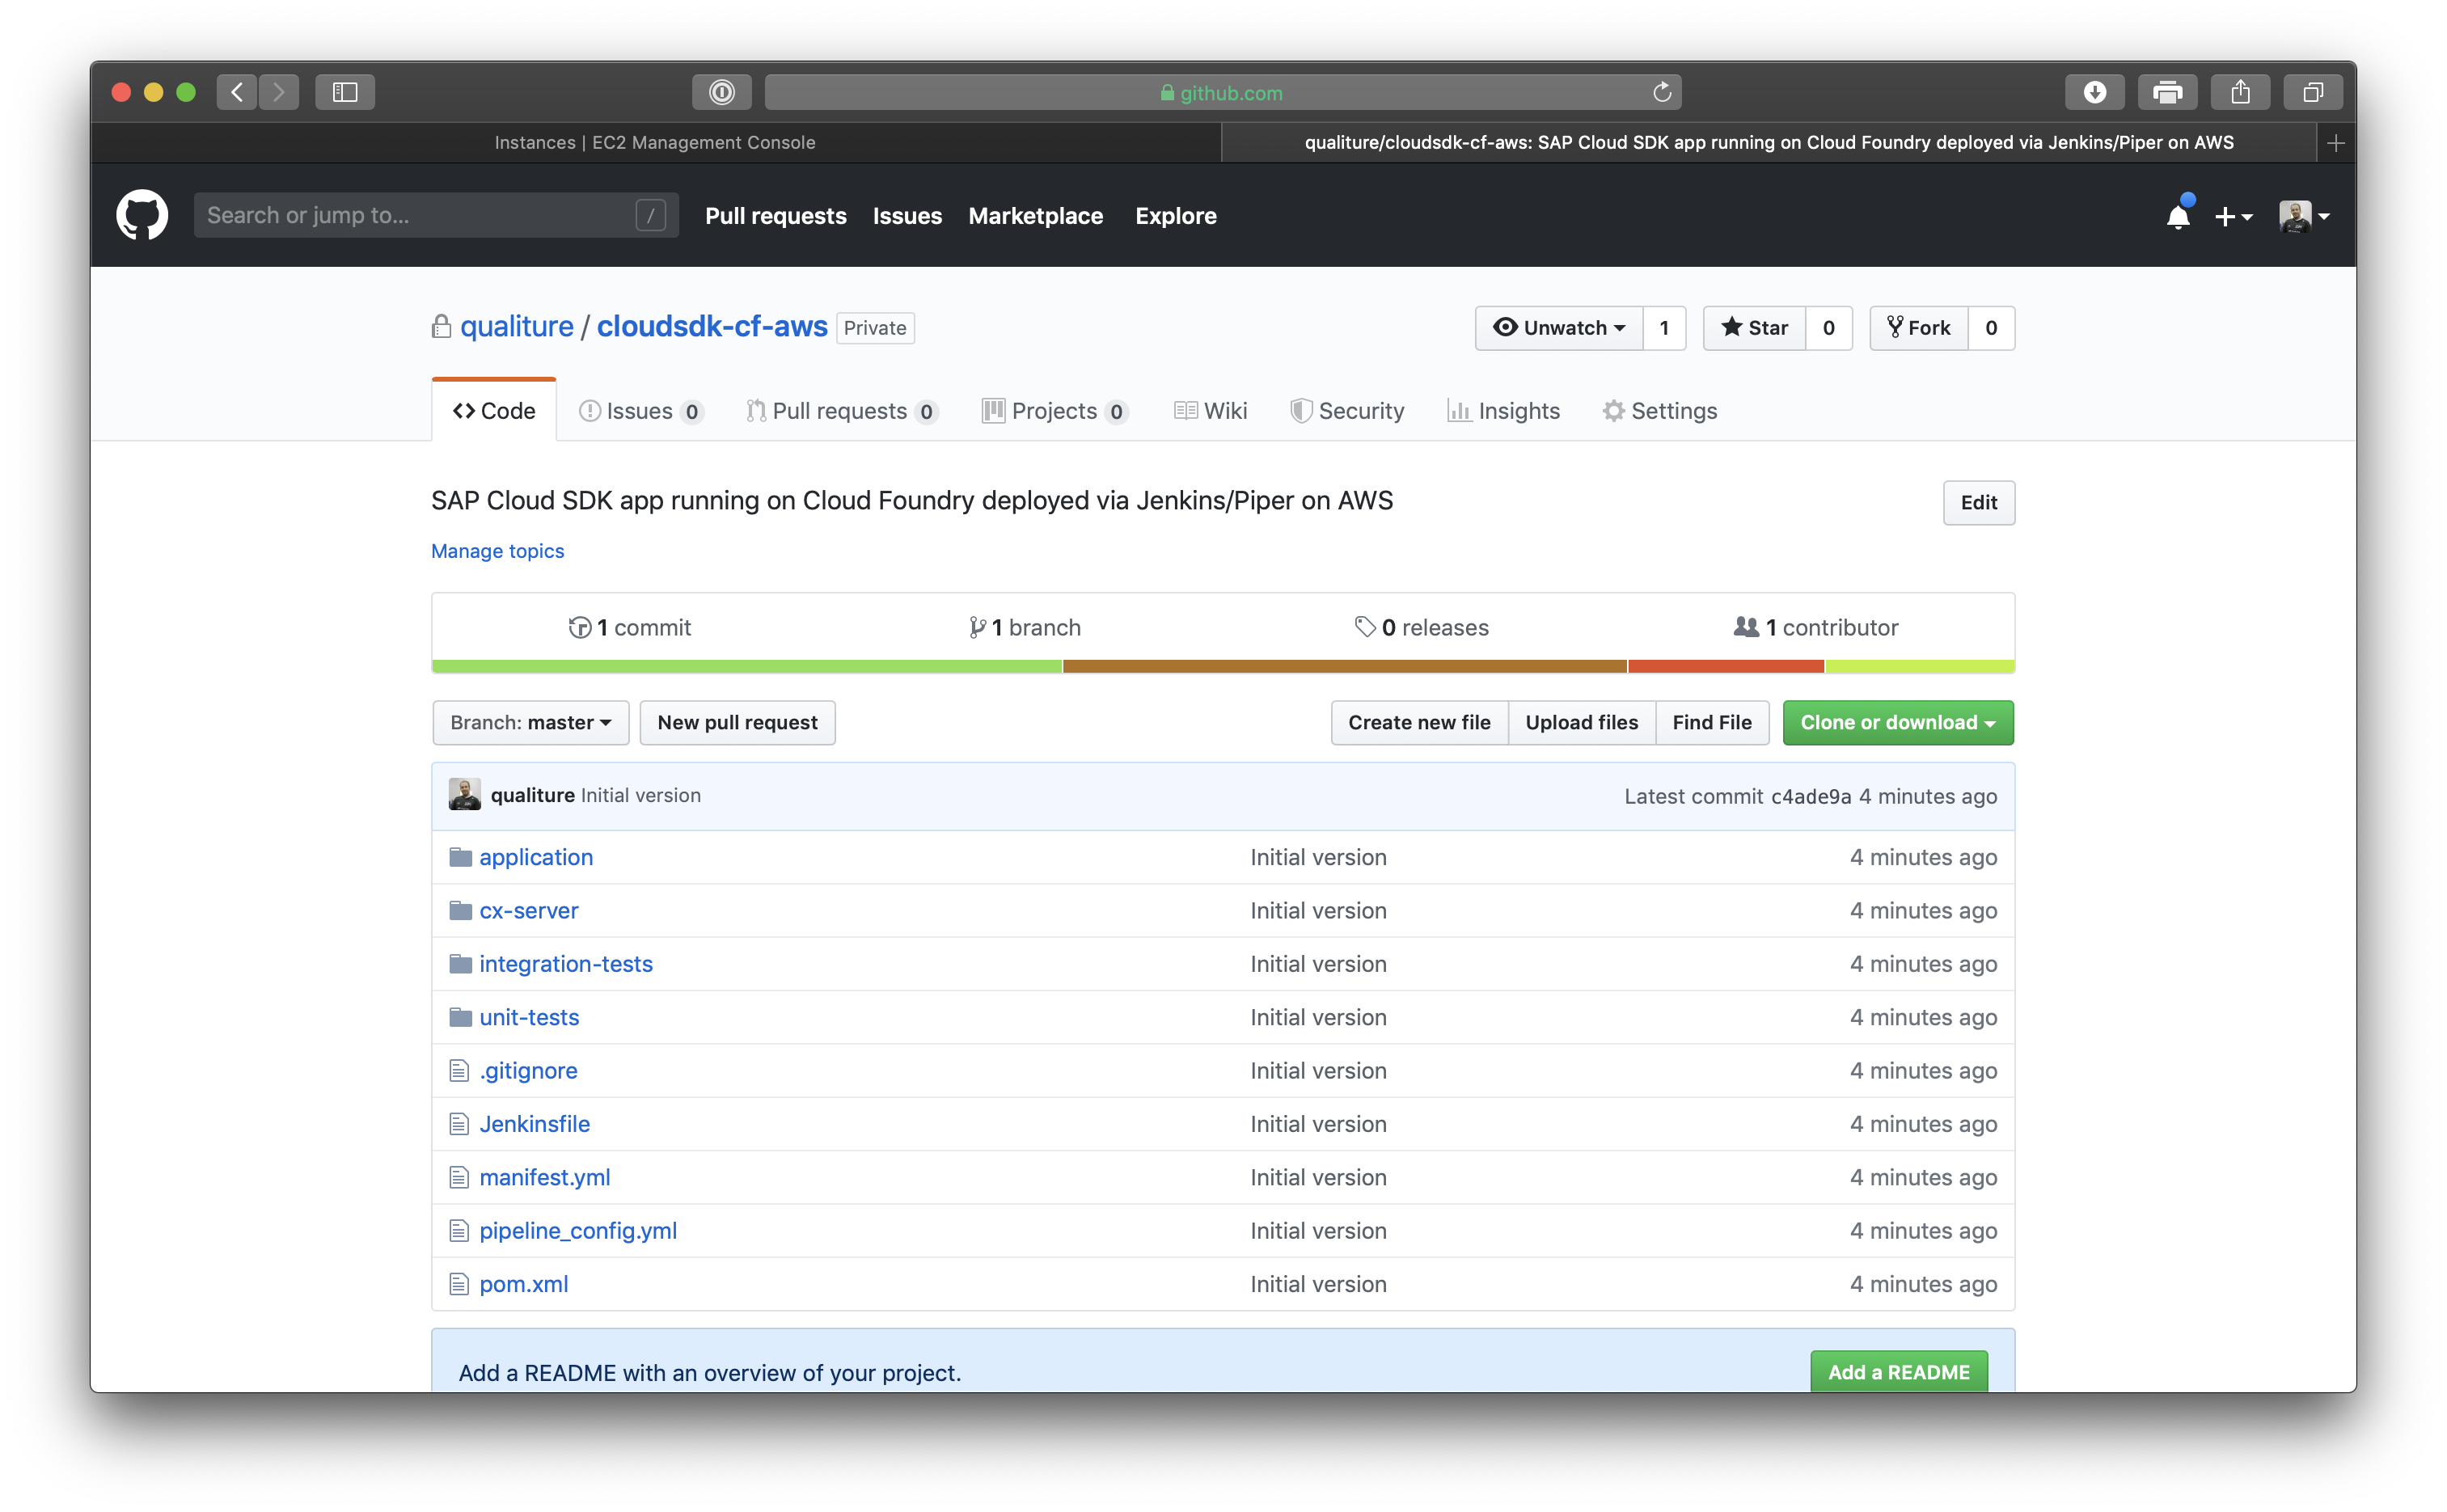 github.com
Instances | EC2 Management Console
qualiture/cloudsdk-cf-aws: SAP Cloud SDK app running on Cloud Foundry deployed via Jenkins/Piper on AWS
Search or jump to... /
Pull requests Issues Marketplace Explore
qualiture / cloudsdk-cf-aws Private
Unwatch 1 Star 0 Fork 0
Code Issues 0 Pull requests 0 Projects 0 Wiki Security Insights Settings
SAP Cloud SDK app running on Cloud Foundry deployed via Jenkins/Piper on AWS
Edit
Manage topics
1 commit 1 branch 0 releases 1 contributor
Branch: master New pull request Create new file Upload files Find File Clone or download
qualiture Initial version Latest commit c4ade9a 4 minutes ago
application Initial version 4 minutes ago
cx-server Initial version 4 minutes ago
integration-tests Initial version 4 minutes ago
unit-tests Initial version 4 minutes ago
.gitignore Initial version 4 minutes ago
Jenkinsfile Initial version 4 minutes ago
manifest.yml Initial version 4 minutes ago
pipeline_config.yml Initial version 4 minutes ago
pom.xml Initial version 4 minutes ago
Add a README with an overview of your project. Add a README